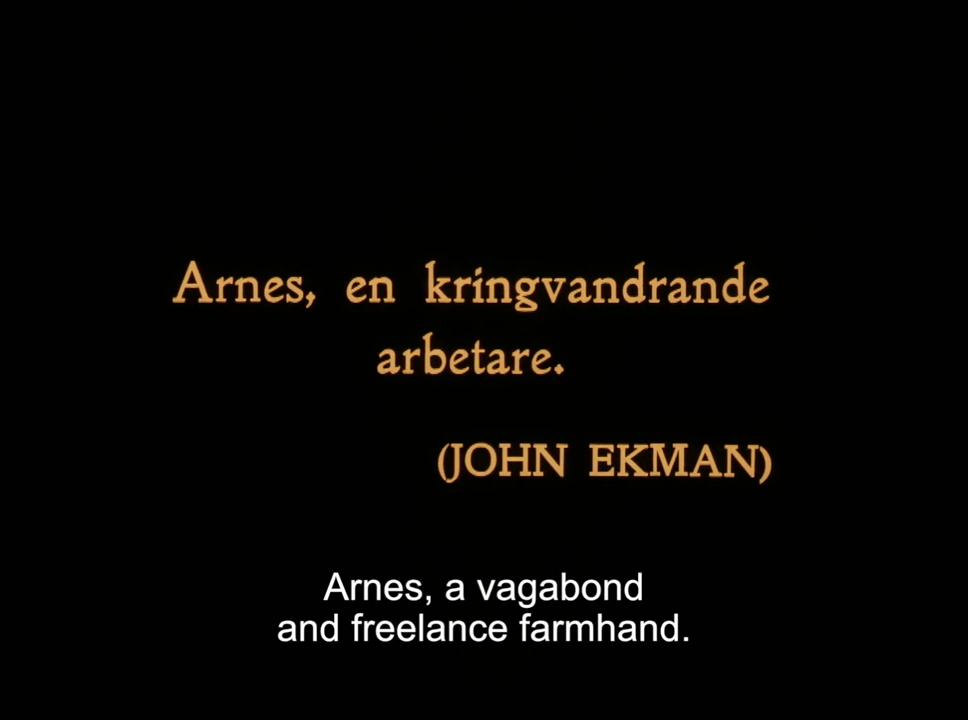 Arnes, en kringvandrande
arbetare.
(JOHN EKMAN)
Arnes, a vagabond
and freelance farmhand.